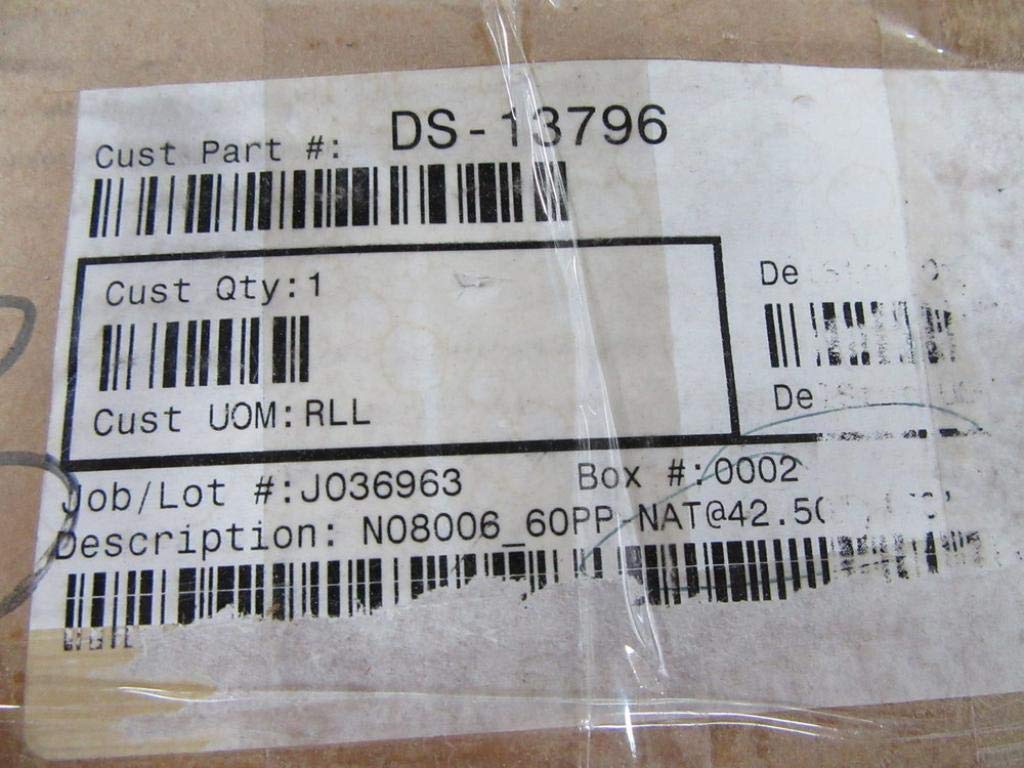 Cust Part #: DS-13796
Cust Qty:1
Cust UOM:RLL
Job/Lot #:J036963 Box #:0002
Description: N08006_60PP-NAT@42.50